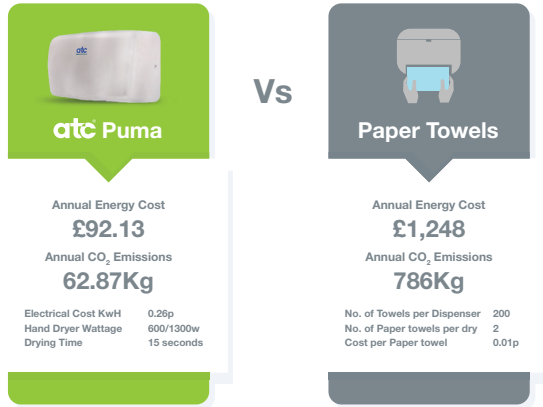 atc
atc Puma
Vs
Paper Towels
Annual Energy Cost
£92.13
Annual CO2 Emissions
62.87Kg
Electrical Cost KwH 0.26p
Hand Dryer Wattage 600/1300w
Drying Time 15 seconds
Annual Energy Cost
£1,248
Annual CO2 Emissions
786Kg
No. of Towels per Dispenser 200
No. of Paper towels per dry 2
Cost per Paper towel 0.01p